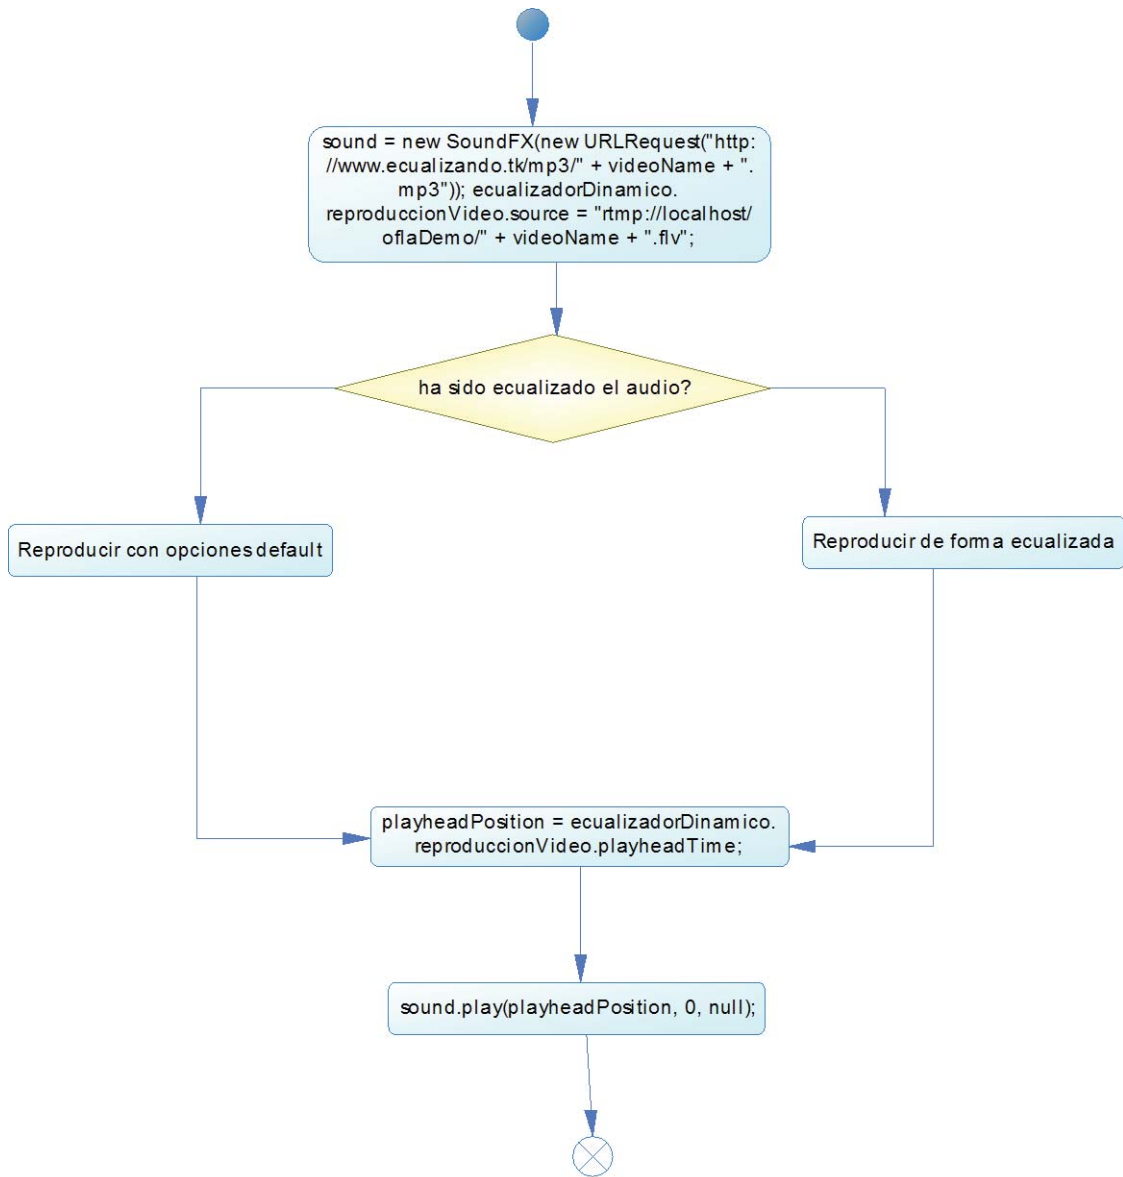 sound = new SoundFX(new URLRequest("http:
//www.ecualizando.tk/mp3/" + videoName + ".
mp3")); ecualizadorDinamico.
reproduccionVideo.source = "rtmp://localhost/
oflaDemo/" + videoName + ".flv";
ha sido ecualizado el audio?
Reproducir con opciones default
Reproducir de forma ecualizada
playheadPosition = ecualizadorDinamico.
reproduccionVideo.playheadTime;
sound.play(playheadPosition, 0, null);